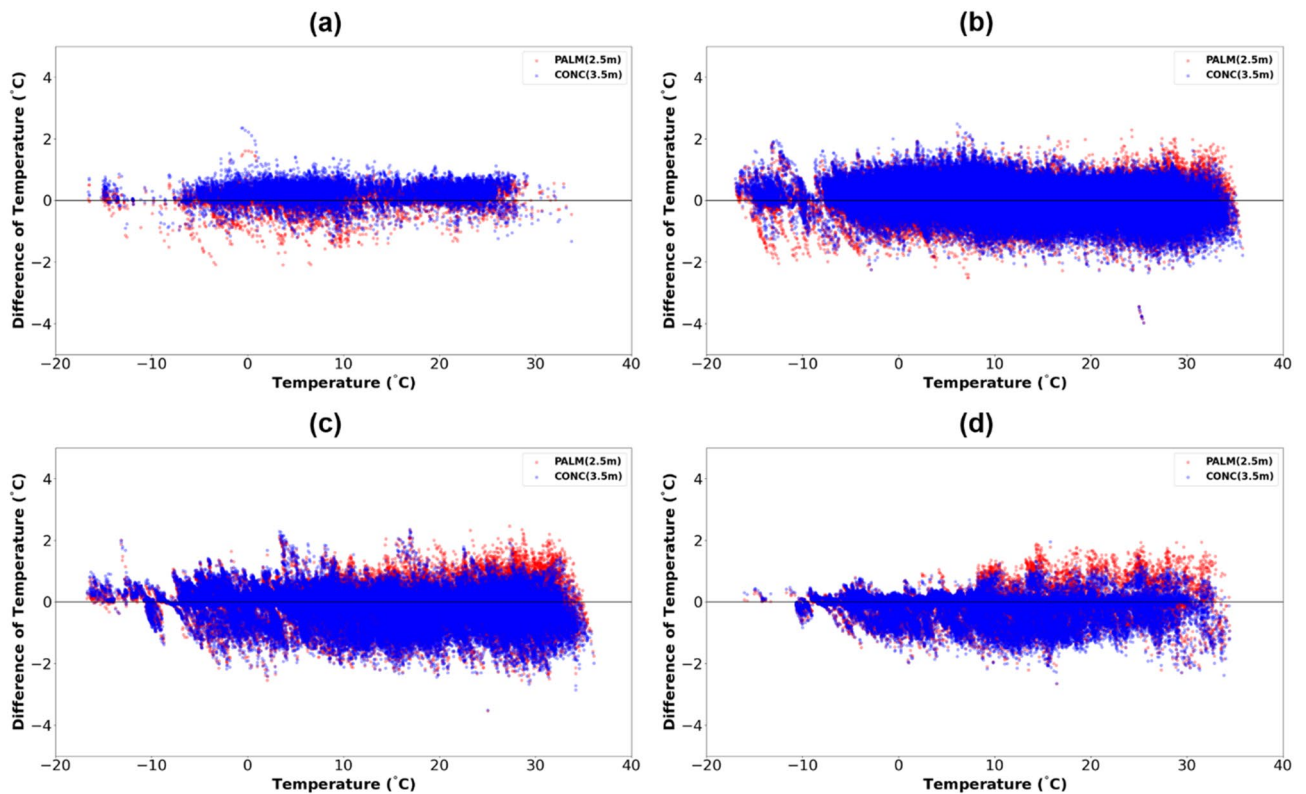 (a)
PALM(2.5m)
CONC(3.5m)
Difference of Temperature (°C)
4
2
0
−2
−4
−20 −10 0 10 20 30 40
Temperature (°C)
(b)
PALM(2.5m)
CONC(3.5m)
Difference of Temperature (°C)
4
2
0
−2
−4
−20 −10 0 10 20 30 40
Temperature (°C)
(c)
PALM(2.5m)
CONC(3.5m)
Difference of Temperature (°C)
4
2
0
−2
−4
−20 −10 0 10 20 30 40
Temperature (°C)
(d)
PALM(2.5m)
CONC(3.5m)
Difference of Temperature (°C)
4
2
0
−2
−4
−20 −10 0 10 20 30 40
Temperature (°C)